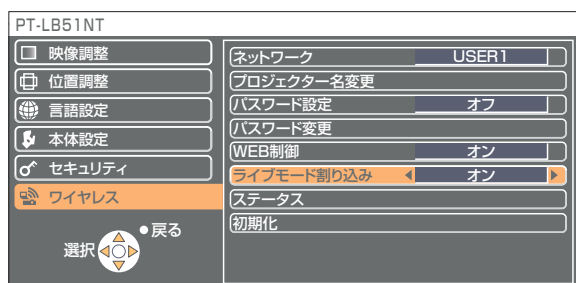 PT-LB51NT
映像調整
位置調整
言語設定
本体設定
セキュリティ
ワイヤレス
選択
戻る
ネットワーク USER1
プロジェクター名変更
パスワード設定 オフ
パスワード変更
WEB制御 オン
ライブモード割り込み オン
ステータス
初期化